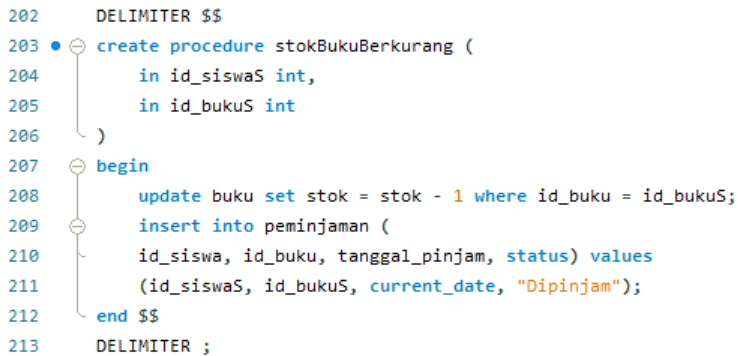 202 DELIMITER $$
203 create procedure stokBukuBerkurang (
204 in id_siswaS int,
205 in id_bukuS int
206 )
207 begin
208 update buku set stok = stok - 1 where id_buku = id_bukuS;
209 insert into peminjaman (
210 id_siswa, id_buku, tanggal_pinjam, status) values
211 (id_siswaS, id_bukuS, current_date, "Dipinjam");
212 end $$
213 DELIMITER ;